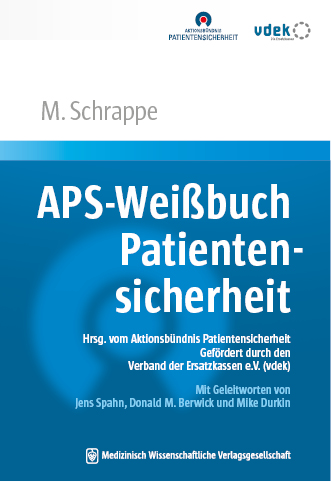 AKTIONSBÜNDNIS
PATIENTENSICHERHEIT
vdek
Die Ersatzkassen
M. Schrappe
APS-Weißbuch
Patienten-
sicherheit
Hrsg. vom Aktionsbündnis Patientensicherheit
Gefördert durch den
Verband der Ersatzkassen e.V. (vdek)
Mit Geleitworten von
Jens Spahn, Donald M. Berwick und Mike Durkin
Medizinisch Wissenschaftliche Verlagsgesellschaft